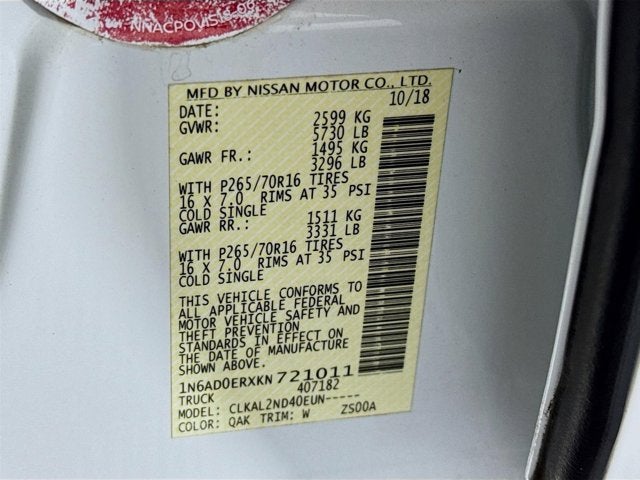 NNACPOVIS18.09
MFD BY NISSAN MOTOR CO., LTD.
DATE: 10/18
GVWR: 2599 KG
5730 LB
GAWR FR.: 1495 KG
3296 LB
WITH P265/70R16 TIRES
16 X 7.0 RIMS AT 35 PSI
COLD SINGLE
GAWR RR.: 1511 KG
3331 LB
WITH P265/70R16 TIRES
16 X 7.0 RIMS AT 35 PSI
COLD SINGLE
THIS VEHICLE CONFORMS TO
ALL APPLICABLE FEDERAL
MOTOR VEHICLE SAFETY AND
THEFT PREVENTION
STANDARDS IN EFFECT ON
THE DATE OF MANUFACTURE
SHOWN ABOVE.
1N6AD0ERXKN721011
TRUCK 407182
MODEL: CLKAL2ND40EUN-----
COLOR: QAK TRIM: W ZS00A